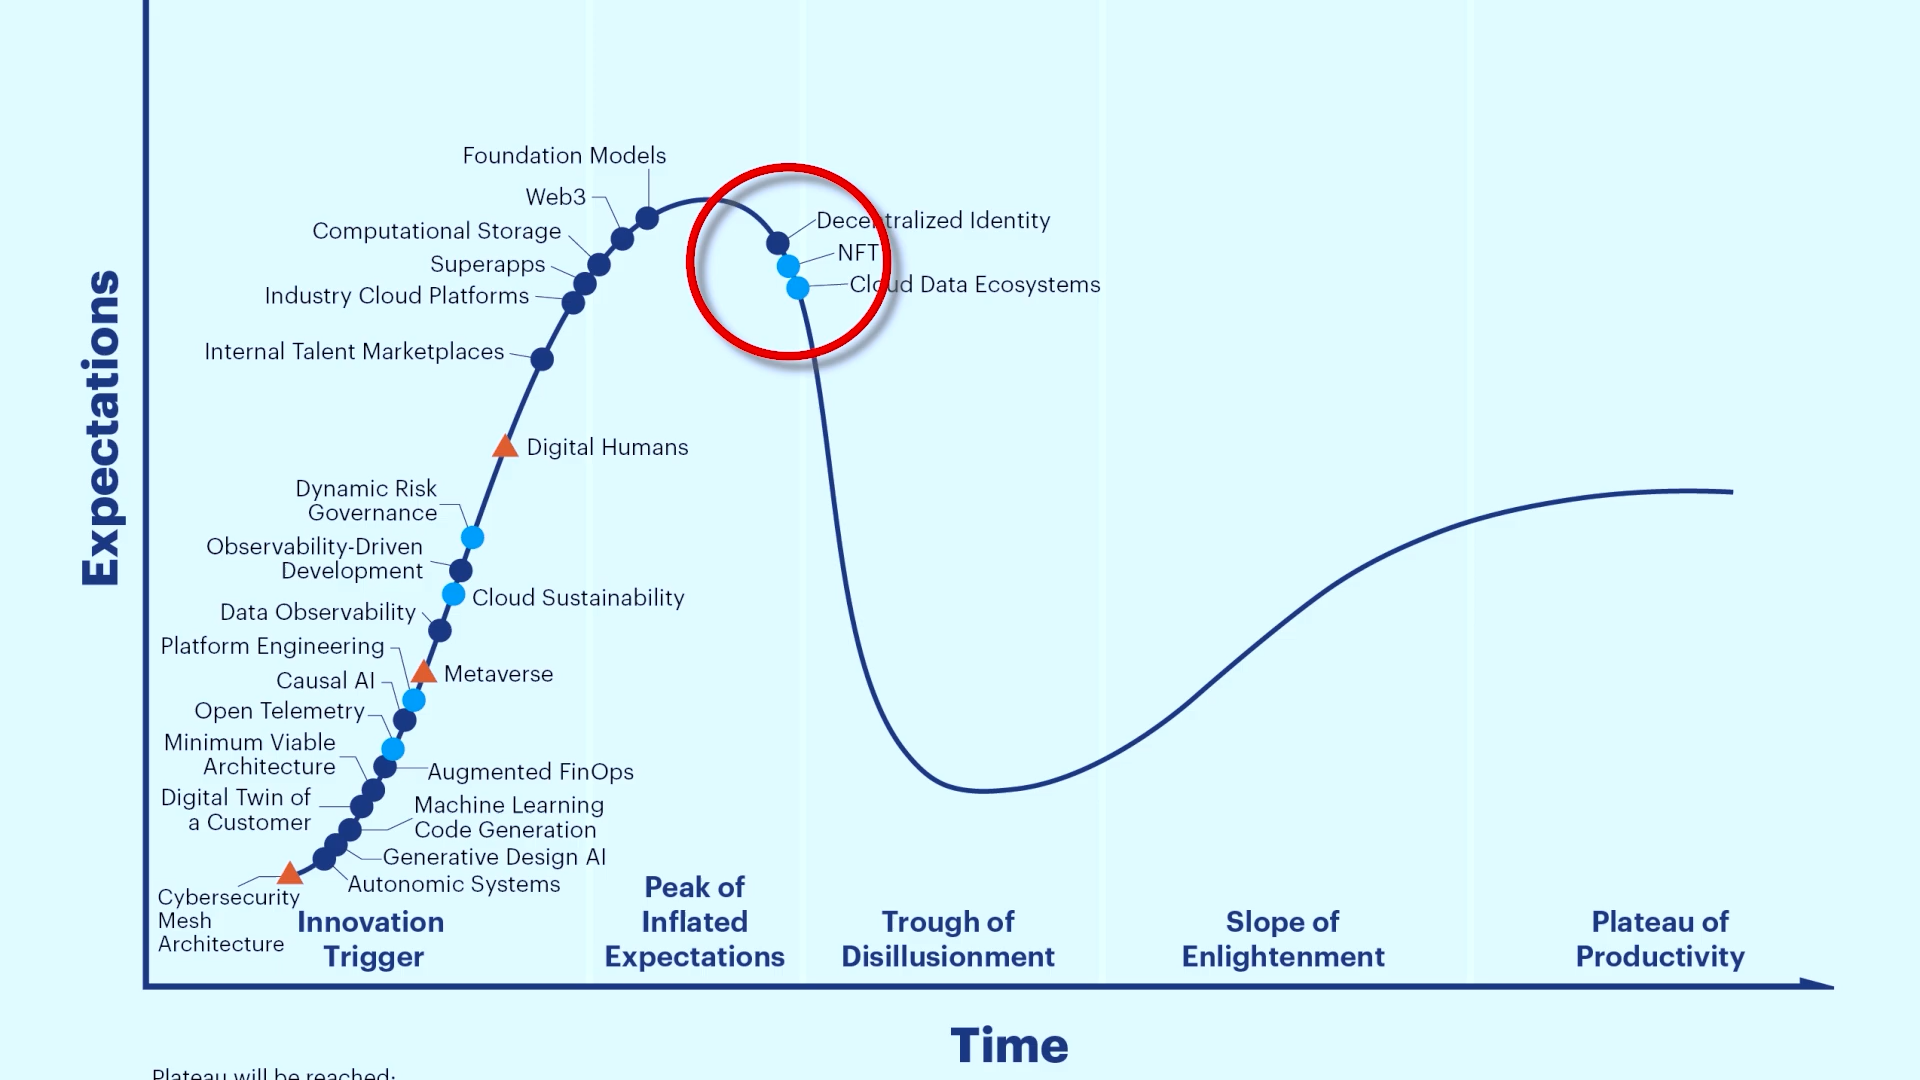 Expectations
Foundation Models
Web3
Computational Storage
Superapps
Industry Cloud Platforms
Internal Talent Marketplaces
Decentralized Identity
NFT
Cloud Data Ecosystems
Digital Humans
Dynamic Risk
Governance
Observability-Driven
Development
Cloud Sustainability
Data Observability
Platform Engineering
Metaverse
Causal AI
Open Telemetry
Minimum Viable
Architecture
Augmented FinOps
Digital Twin of
a Customer
Machine Learning
Code Generation
Generative Design AI
Autonomic Systems
Cybersecurity
Mesh
Architecture
Innovation
Trigger
Peak of
Inflated
Expectations
Trough of
Disillusionment
Slope of
Enlightenment
Plateau of
Productivity
Time
Plateau will be reached: